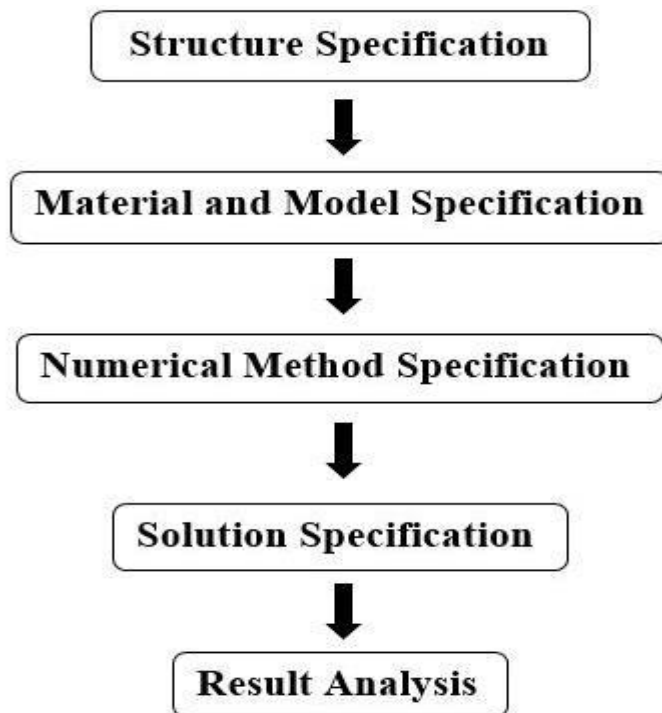 Structure Specification
Material and Model Specification
Numerical Method Specification
Solution Specification
Result Analysis